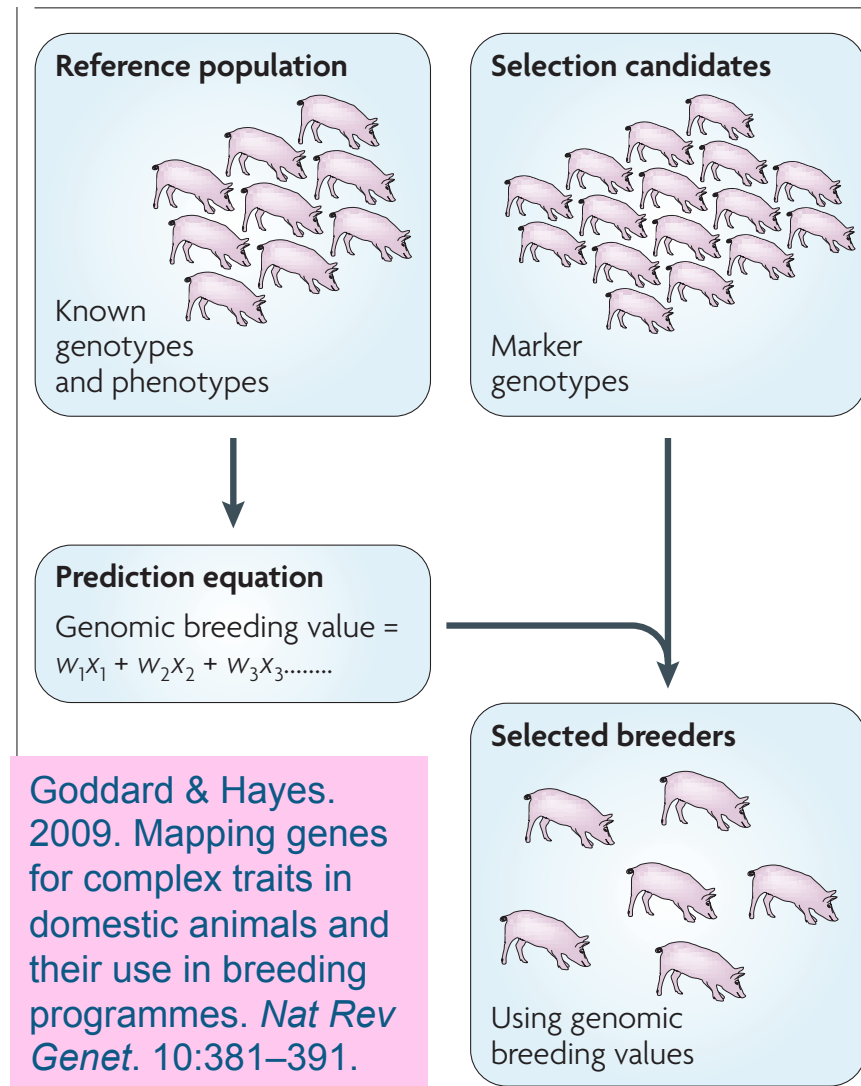 Reference population
Known
genotypes
and phenotypes
Selection candidates
Marker
genotypes
Prediction equation
Genomic breeding value =
w₁x₁ + w₂x₂ + w₃x₃........
Goddard & Hayes.
2009. Mapping genes
for complex traits in
domestic animals and
their use in breeding
programmes. Nat Rev
Genet. 10:381–391.
Selected breeders
Using genomic
breeding values